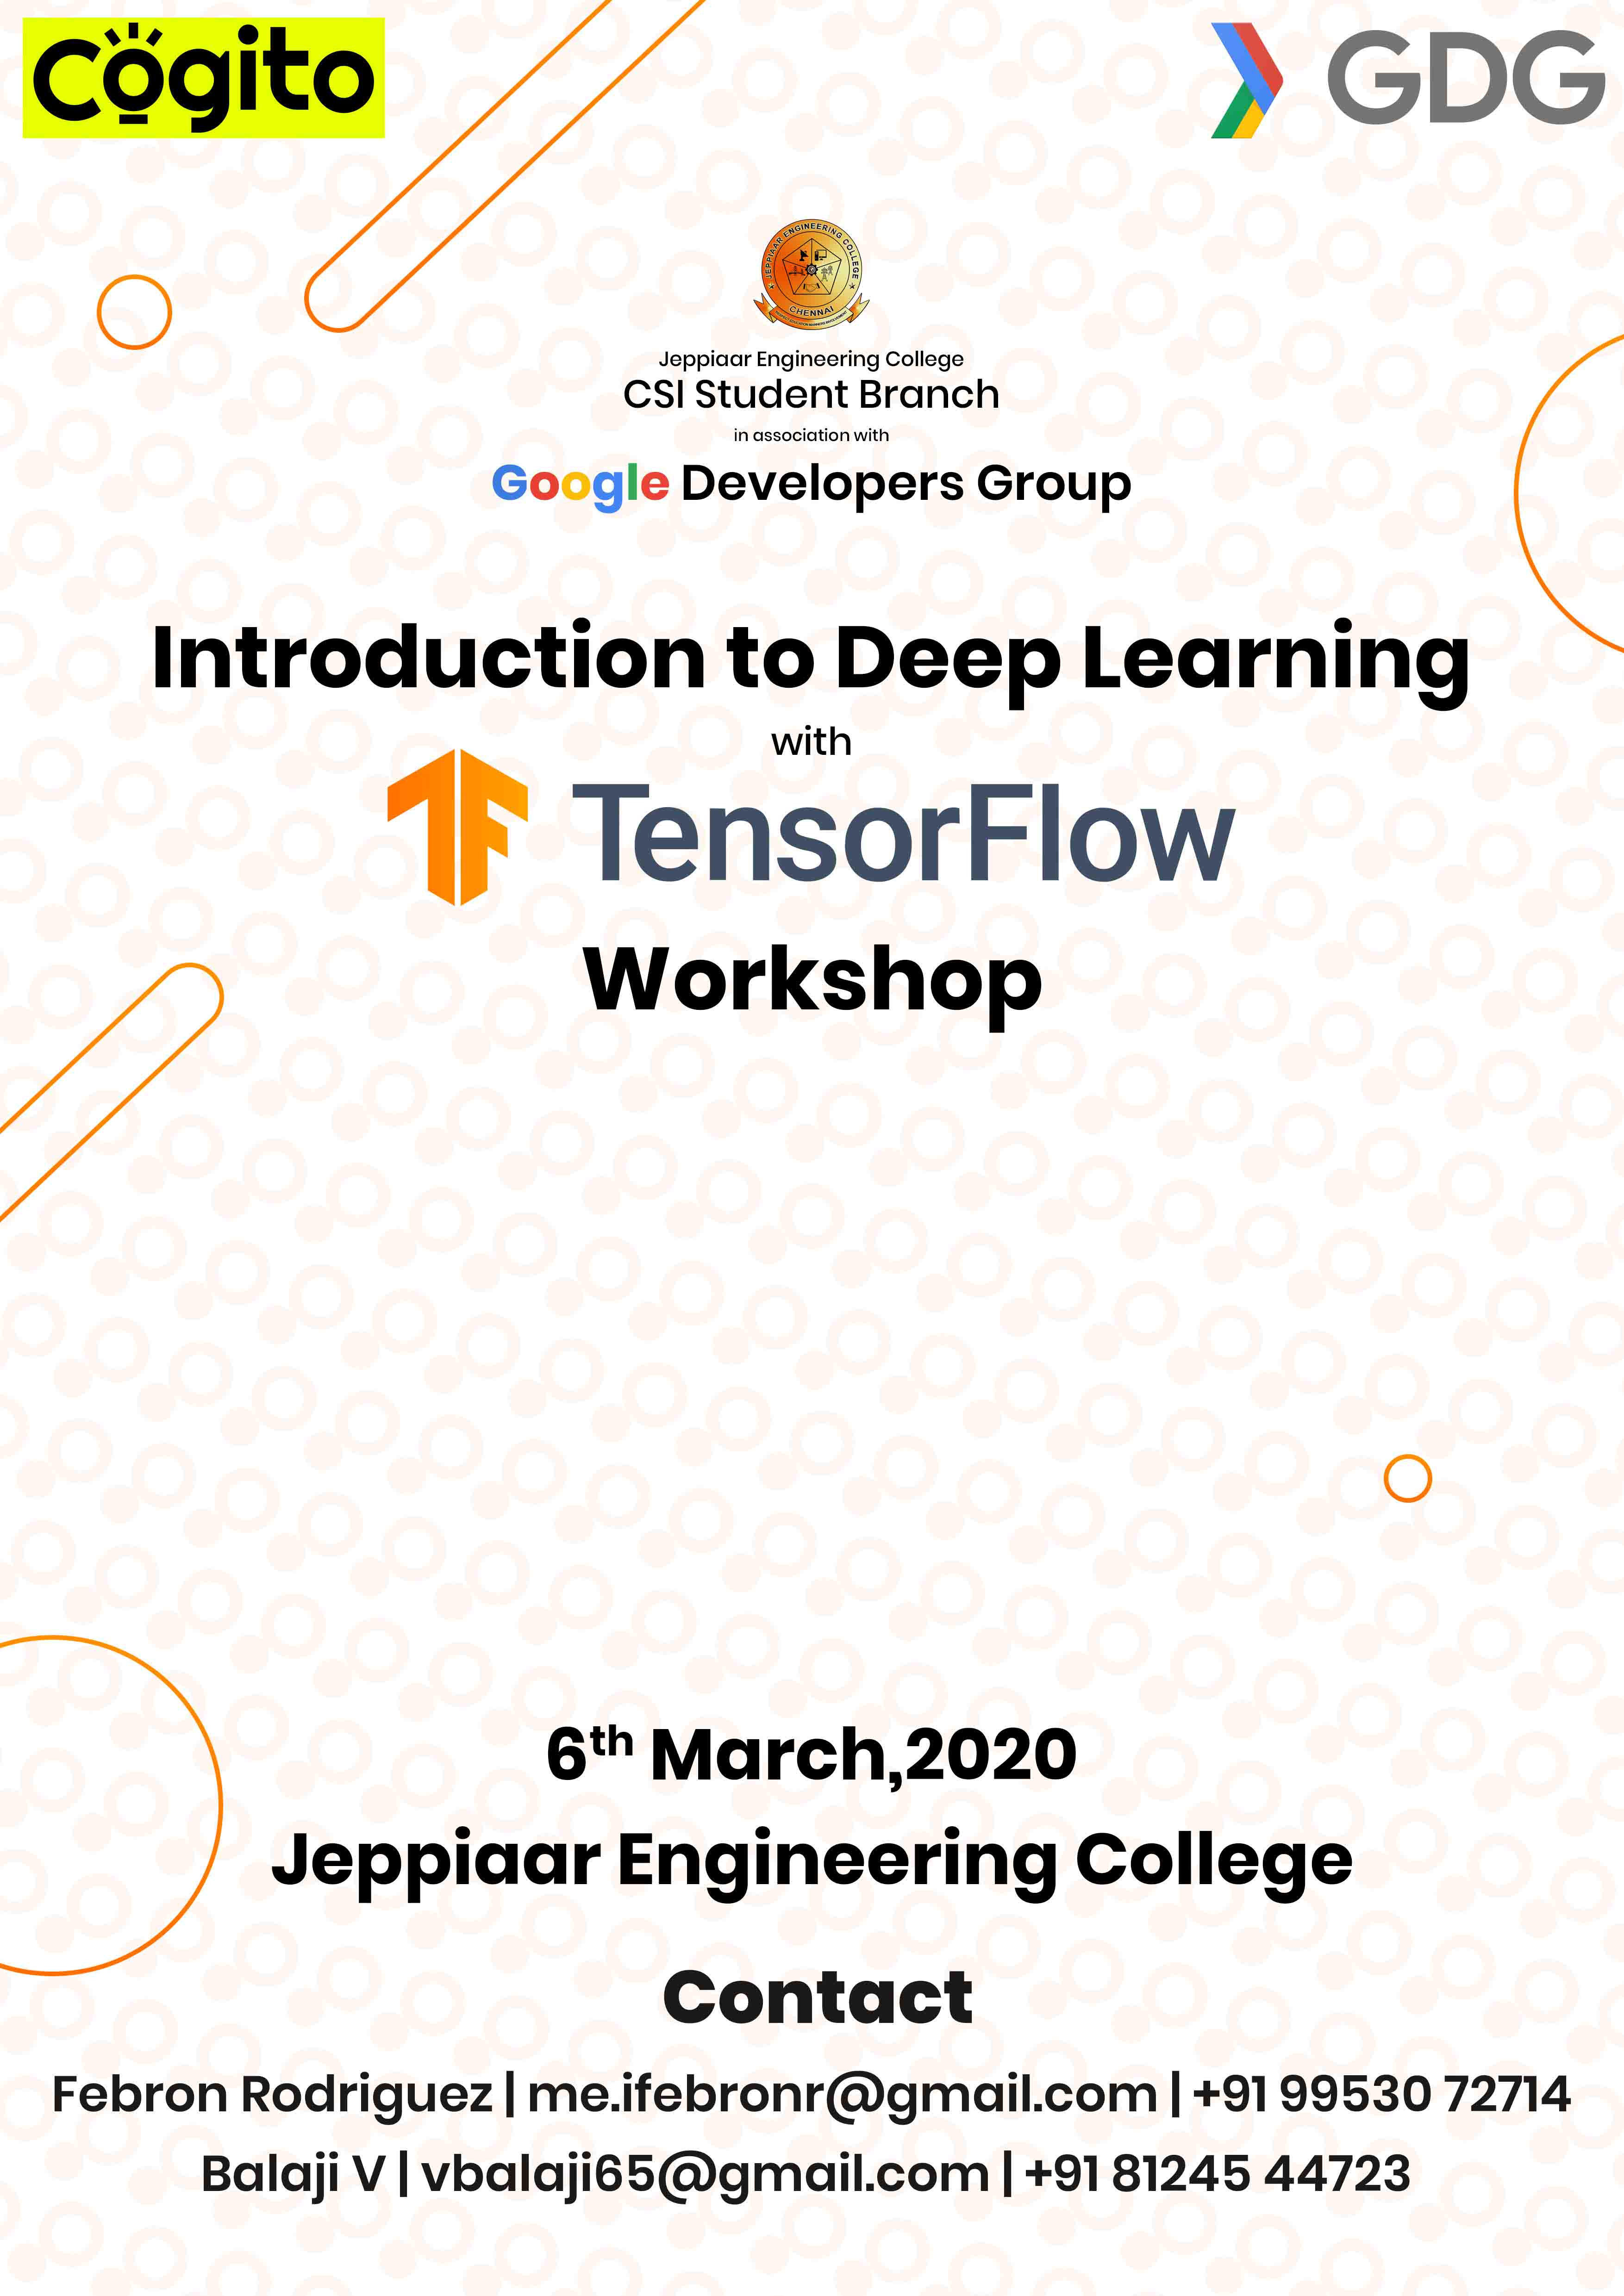 Cogito
GDG
JEPPIAAR ENGINEERING COLLEGE
CHENNAI
Jeppiaar Engineering College
CSI Student Branch
in association with
Google Developers Group
Introduction to Deep Learning
with
TensorFlow
Workshop
6th March,2020
Jeppiaar Engineering College
Contact
Febron Rodriguez | me.ifebronr@gmail.com | +91 99530 72714
Balaji V | vbalaji65@gmail.com | +91 81245 44723